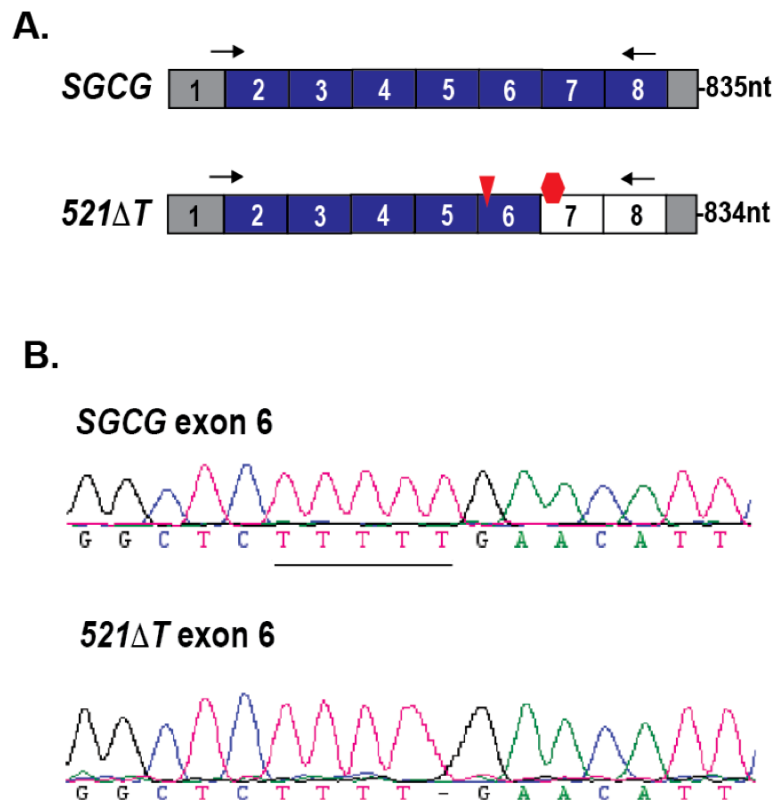 A.
SGCG 1 2 3 4 5 6 7 8 -835nt
521ΔT 1 2 3 4 5 6 7 8 -834nt
B.
SGCG exon 6
G G C T C T T T T T G A A C A T T
521ΔT exon 6
G G C T C T T T T - G A A C A T T